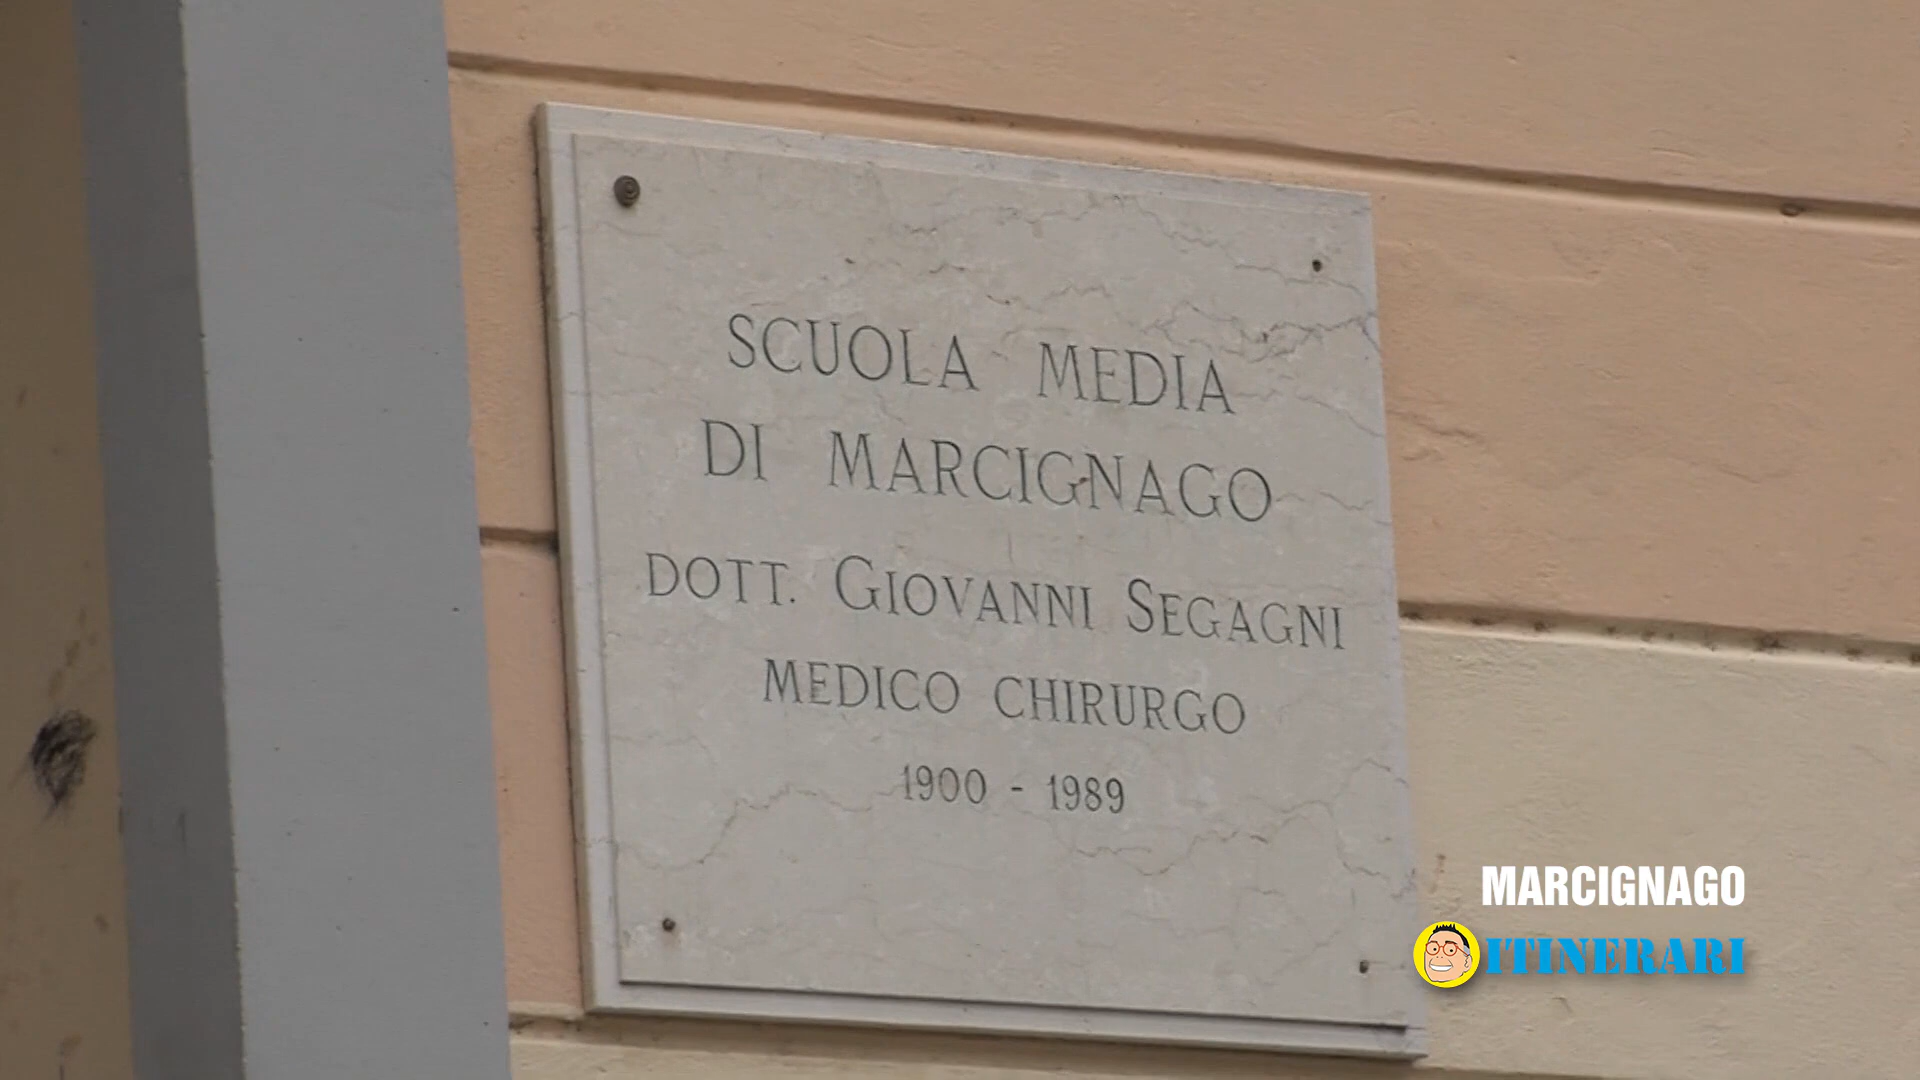 SCUOLA MEDIA
DI MARCIGNAGO
DOTT. GIOVANNI SEGAGNI
MEDICO CHIRURGO
1900 - 1989
MARCIGNAGO
ITINERARI